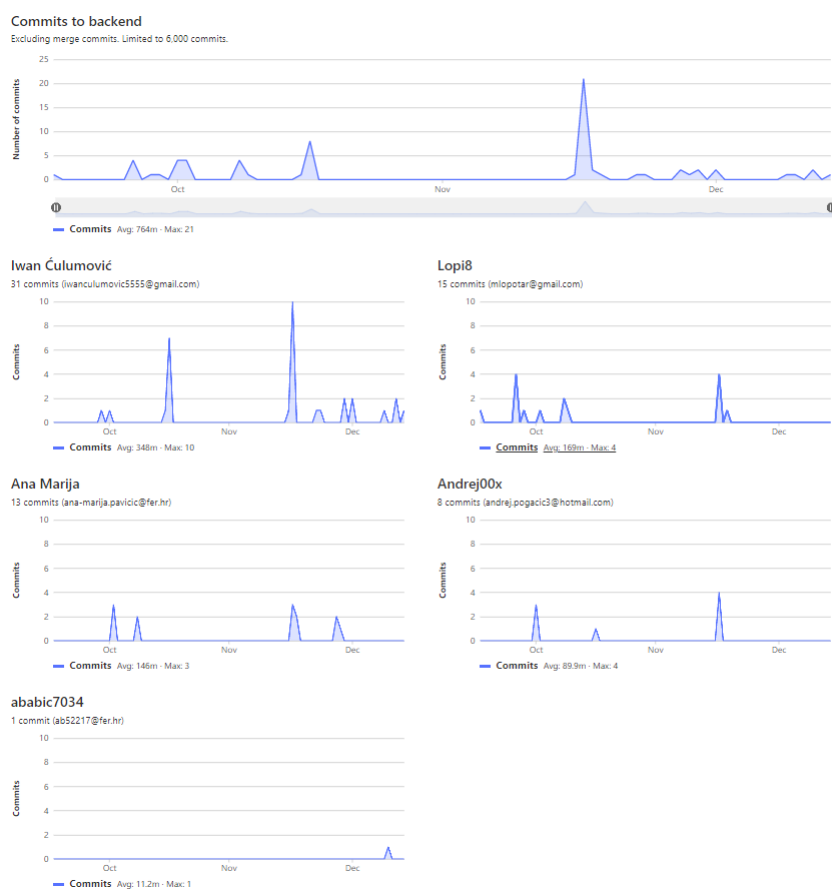 Commits to backend
Excluding merge commits. Limited to 6,000 commits.
25
20
15
10
5
0
Number of commits
Oct
Nov
Dec
Commits Avg: 764m · Max: 21
Iwan Ćulumović
31 commits (iwanculumovic5555@gmail.com)
10
8
6
4
2
0
Commits
Oct
Nov
Dec
Commits Avg: 348m · Max: 10
Lopi8
15 commits (mlopotar@gmail.com)
10
8
6
4
2
0
Commits
Oct
Nov
Dec
Commits Avg: 169m · Max: 4
Ana Marija
13 commits (ana-marija.pavicic@fer.hr)
10
8
6
4
2
0
Commits
Oct
Nov
Dec
Commits Avg: 146m · Max: 3
Andrej00x
8 commits (andrej.pogacic3@hotmail.com)
10
8
6
4
2
0
Commits
Oct
Nov
Dec
Commits Avg: 89.9m · Max: 4
ababic7034
1 commit (ab52217@fer.hr)
10
8
6
4
2
0
Commits
Oct
Nov
Dec
Commits Avg: 11.2m · Max: 1